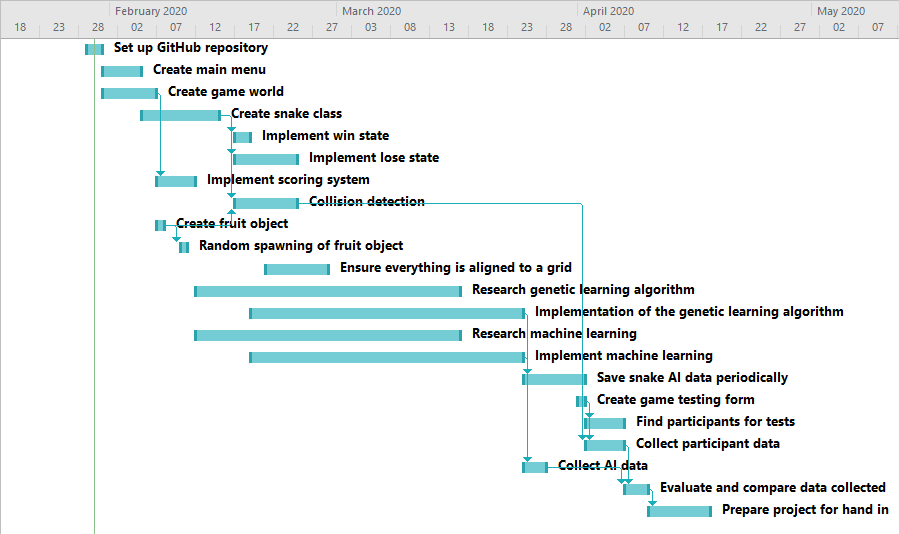 February 2020 March 2020 April 2020 May 2020
18 23 28 02 07 12 17 22 27 03 08 13 18 23 28 02 07 12 17 22 27 02 07
Set up GitHub repository
Create main menu
Create game world
Create snake class
Implement win state
Implement lose state
Implement scoring system
Collision detection
Create fruit object
Random spawning of fruit object
Ensure everything is aligned to a grid
Research genetic learning algorithm
Implementation of the genetic learning algorithm
Research machine learning
Implement machine learning
Save snake AI data periodically
Create game testing form
Find participants for tests
Collect participant data
Collect AI data
Evaluate and compare data collected
Prepare project for hand in